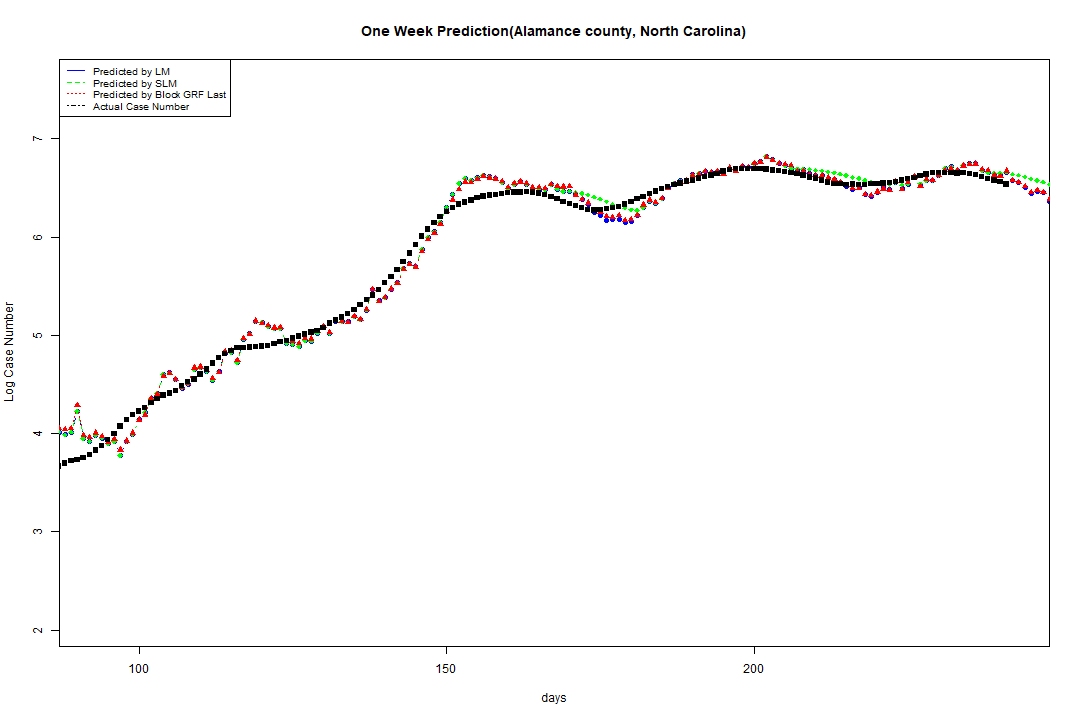 One Week Prediction(Alamance county, North Carolina)
Predicted by LM
Predicted by SLM
Predicted by Block GRF Last
Actual Case Number
7
6
5
4
3
2
Log Case Number
100 150 200
days